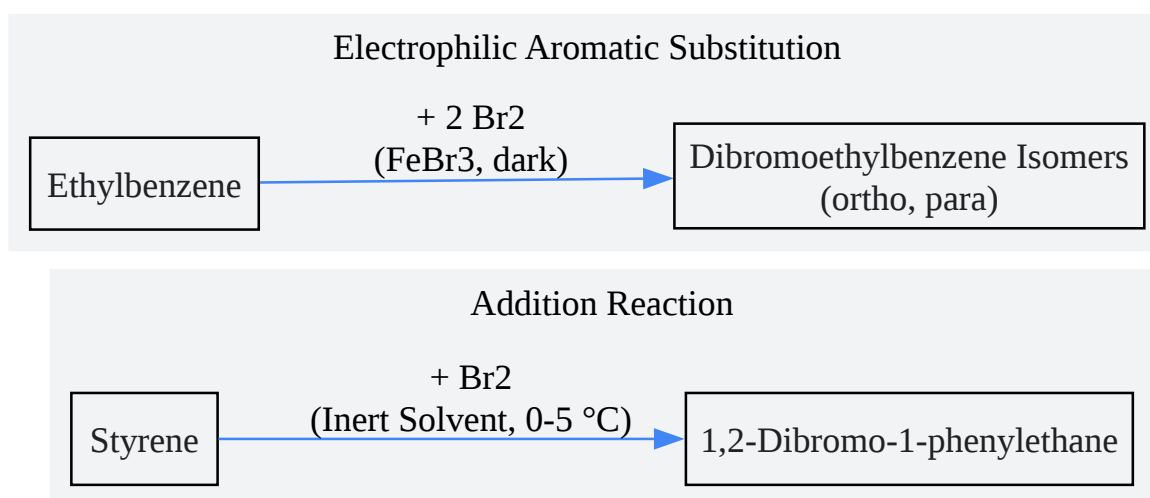 Electrophilic Aromatic Substitution
+ 2 Br2
(FeBr3, dark)
Ethylbenzene
Dibromoethylbenzene Isomers
(ortho, para)
Addition Reaction
+ Br2
(Inert Solvent, 0-5 °C)
Styrene
1,2-Dibromo-1-phenylethane